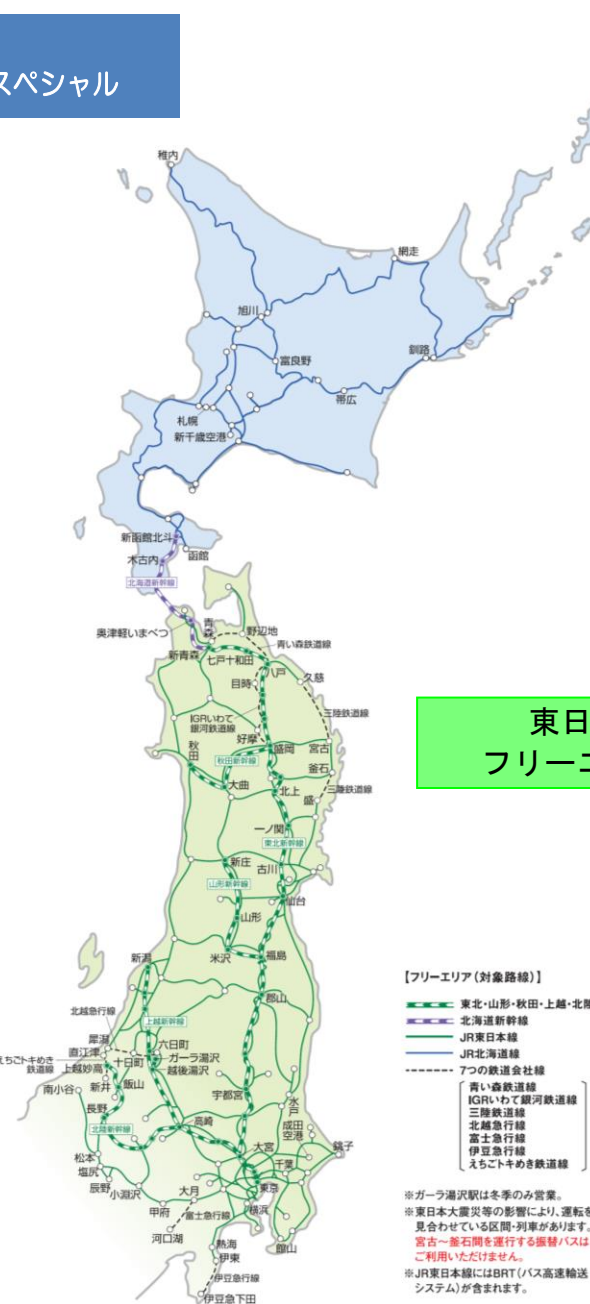 スペシャル
稚内
網走
旭川
富良野
釧路
帯広
札幌
新千歳空港
新函館北斗
木古内
函館
北海道新幹線
奥津軽いまべつ
青森
野辺地
青い森鉄道線
新青森
七戸十和田
八戸
目時
久慈
三陸鉄道線
IGRいわて
銀河鉄道線
好摩
秋田
盛岡
宮古
秋田新幹線
釜石
大曲
北上
盛
三陸鉄道線
一ノ関
東北新幹線
新庄
古川
山形新幹線
仙台
山形
新潟
米沢
福島
郡山
北越急行線
上越新幹線
犀潟
六日町
直江津
十日町
ガーラ湯沢
えちごトキめき
鉄道線
上越妙高
越後湯沢
新井
飯山
南小谷
宇都宮
水戸
長野
高崎
成田
空港
北陸新幹線
大宮
銚子
松本
千葉
塩尻
辰野
小淵沢
大月
東京
甲府
富士急行線
横浜
河口湖
熱海
館山
伊東
伊豆急行線
伊豆急下田
東日
フリーエ
【フリーエリア(対象路線)】
東北・山形・秋田・上越・北陸
北海道新幹線
JR東日本線
JR北海道線
7つの鉄道会社線
青い森鉄道線
IGRいわて銀河鉄道線
三陸鉄道線
北越急行線
富士急行線
伊豆急行線
えちごトキめき鉄道線
※ガーラ湯沢駅は冬季のみ営業。
※東日本大震災等の影響により、運転を
見合わせている区間・列車があります。
宮古〜釜石間を運行する振替バスは
ご利用いただけません。
※JR東日本線にはBRT(バス高速輸送
システム)が含まれます。